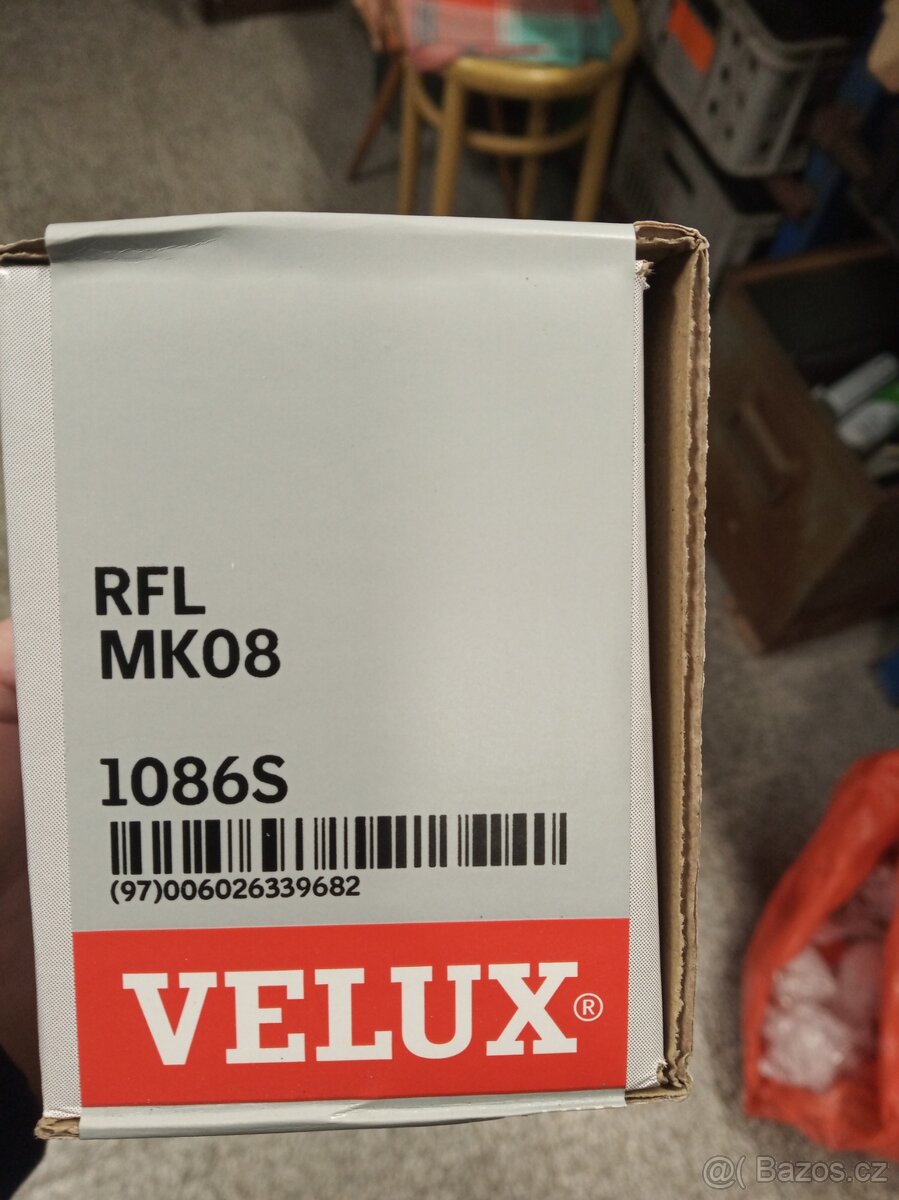 RFL
MK08
1086S
(97)006026339682
VELUX®
@( Bazos.cz